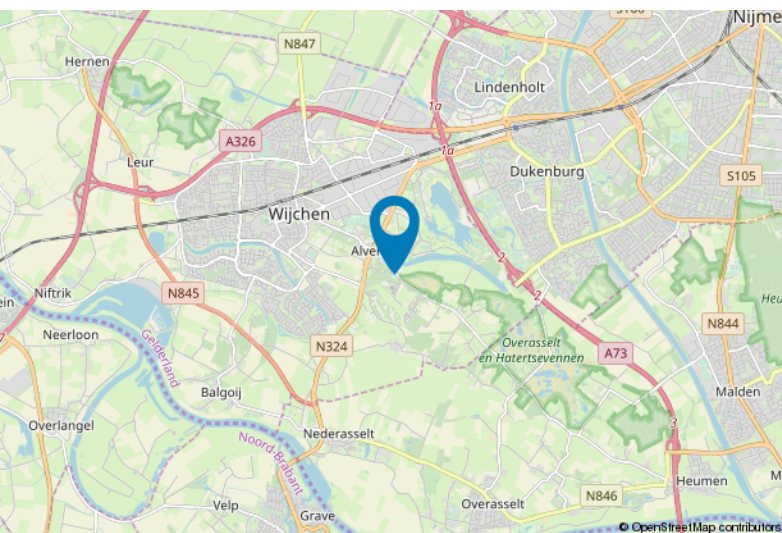 S100
Nijme
N847
Hernen
Lindenholt
1a
A326
1a
Leur
Dukenburg
S105
Wijchen
Alver
2
Niftrik
N845
2
Heu
Neerloon
Gelderland
N324
N844
Overasselt
en Hatertsevennen
A73
Balgoij
Malden
Overlangel
3
Nederasselt
Noord-Brabant
Heumen
N846
Velp
Overasselt
Grave
© OpenStreetMap contributors